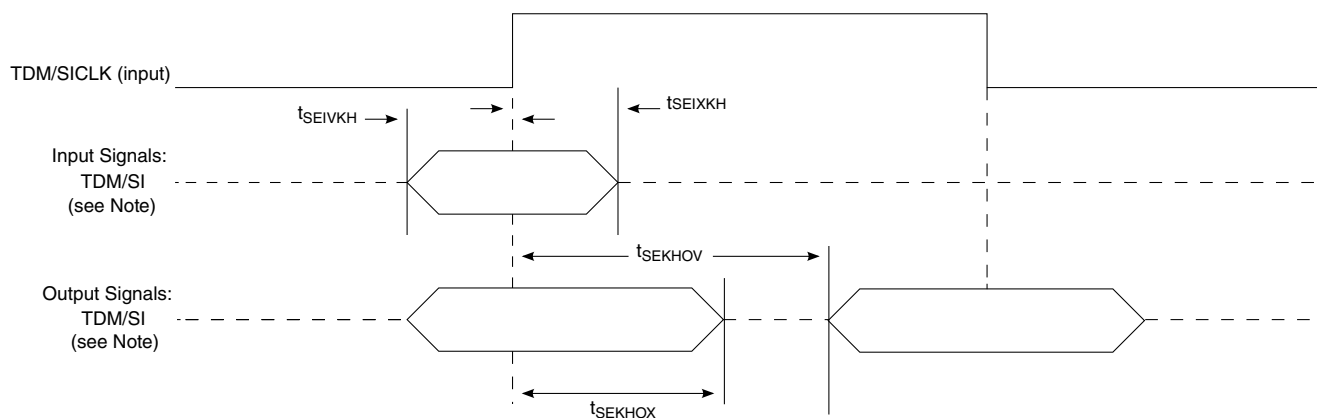 TDM/SICLK (input)
tSEIVKH
tSEIXKH
Input Signals:
TDM/SI
(see Note)
tSEKHOV
Output Signals:
TDM/SI
(see Note)
tSEKHOX